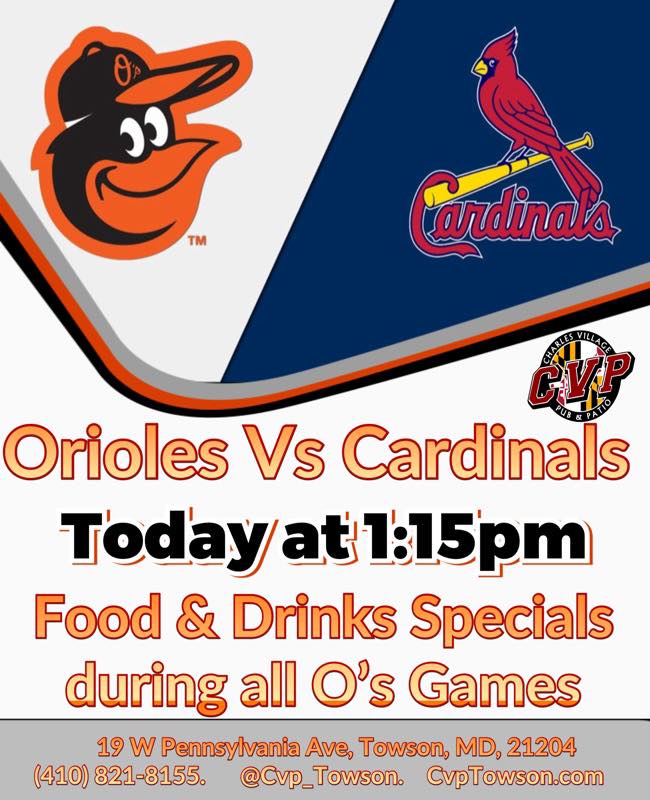 O's
TM
Cardinals
CHARLES VILLAGE
CVP
PUB & PATIO
Orioles Vs Cardinals
Today at 1:15pm
Food & Drinks Specials
during all O's Games
19 W Pennsylvania Ave, Towson, MD, 21204
(410) 821-8155. @Cvp_Towson. CvpTowson.com